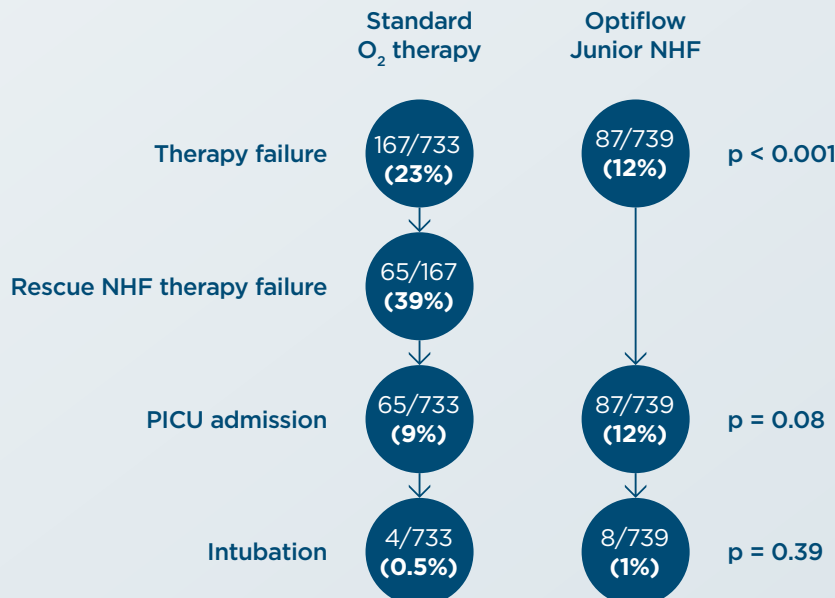 Standard
O₂ therapy
Optiflow
Junior NHF
Therapy failure
167/733
(23%)
87/739
(12%)
p < 0.001
Rescue NHF therapy failure
65/167
(39%)
PICU admission
65/733
(9%)
87/739
(12%)
p = 0.08
Intubation
4/733
(0.5%)
8/739
(1%)
p = 0.39